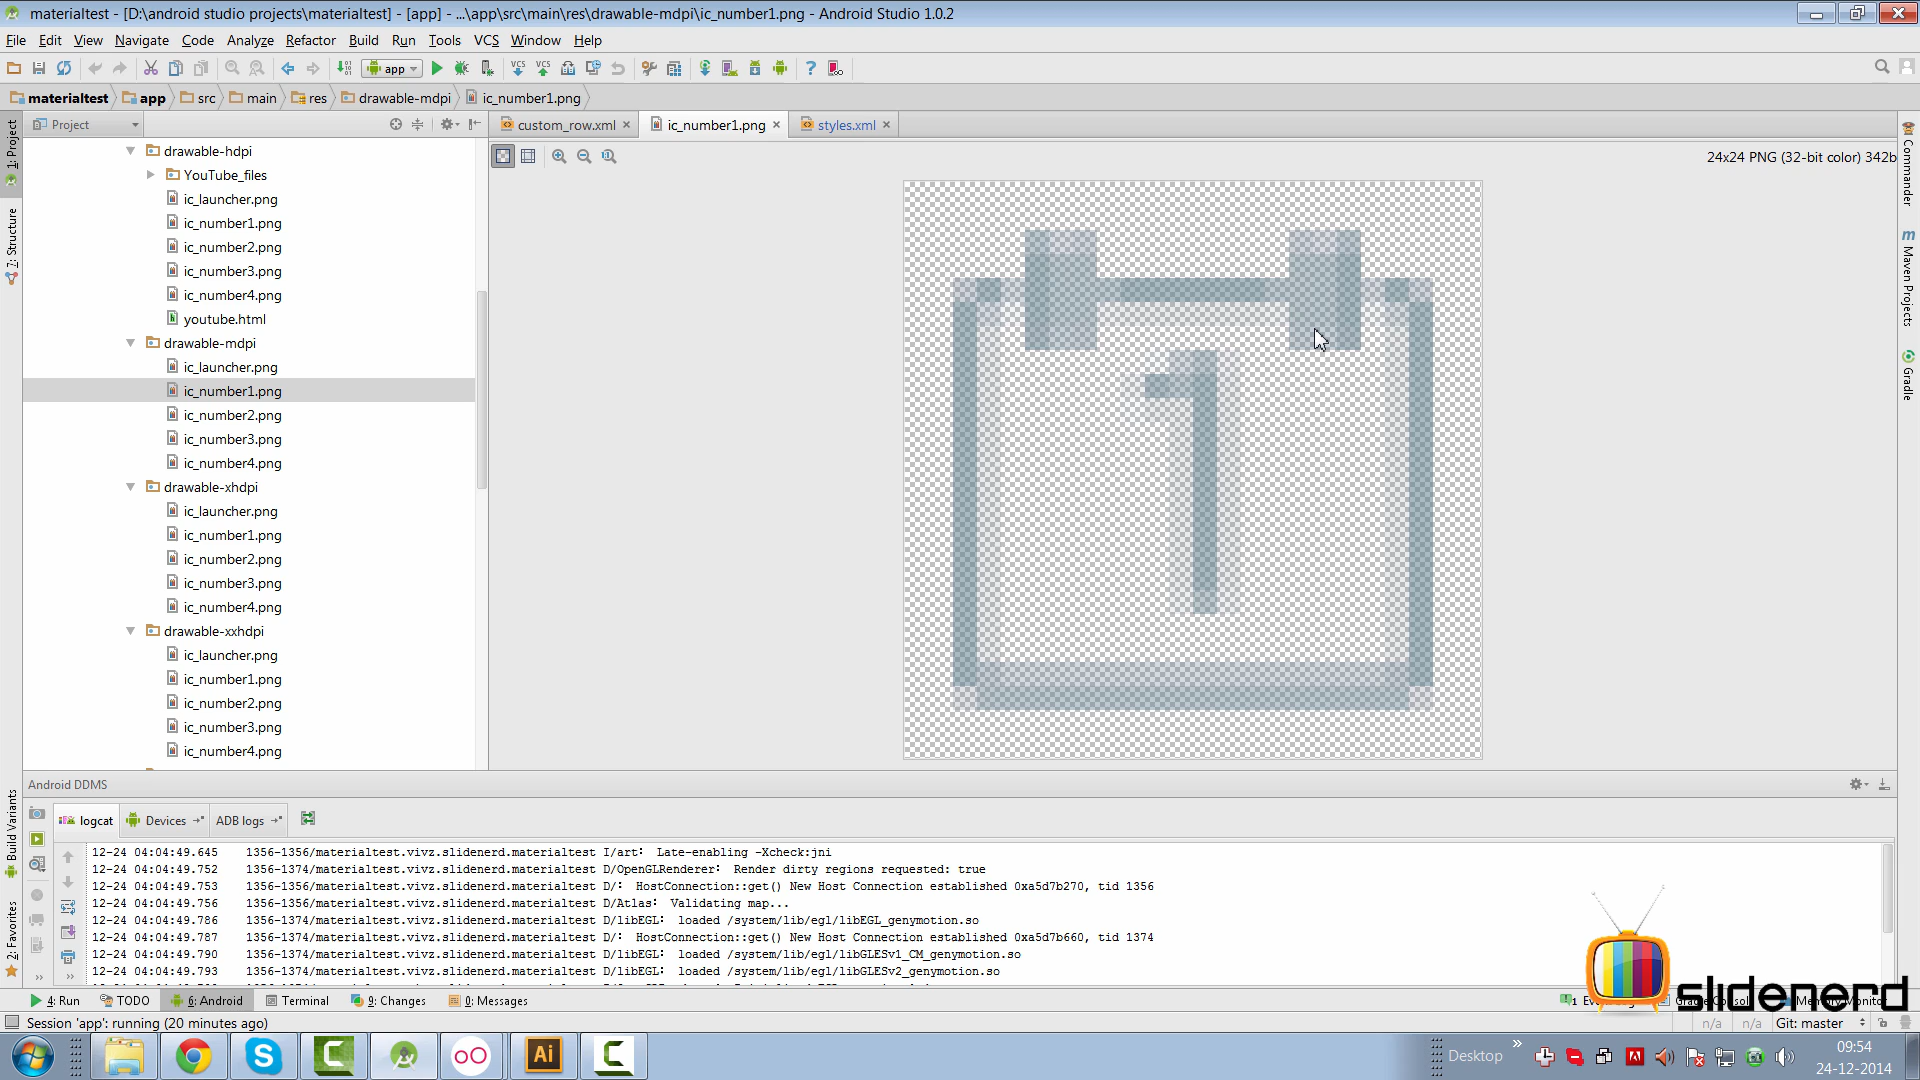 materialtest - [D:\android studio projects\materialtest] - [app] - ...\app\src\main\res\drawable-mdpi\ic_number1.png - Android Studio 1.0.2
File Edit View Navigate Code Analyze Refactor Build Run Tools VCS Window Help
app
materialtest app src main res drawable-mdpi ic_number1.png
Project
custom_row.xml ic_number1.png styles.xml
24x24 PNG (32-bit color) 342b
1: Project
7: Structure
Build Variants
2: Favorites
Commander
Maven Projects
Gradle
drawable-hdpi
YouTube_files
ic_launcher.png
ic_number1.png
ic_number2.png
ic_number3.png
ic_number4.png
youtube.html
drawable-mdpi
ic_launcher.png
ic_number1.png
ic_number2.png
ic_number3.png
ic_number4.png
drawable-xhdpi
ic_launcher.png
ic_number1.png
ic_number2.png
ic_number3.png
ic_number4.png
drawable-xxhdpi
ic_launcher.png
ic_number1.png
ic_number2.png
ic_number3.png
ic_number4.png
1
Android DDMS
logcat Devices ADB logs
12-24 04:04:49.645 1356-1356/materialtest.vivz.slidenerd.materialtest I/art: Late-enabling -Xcheck:jni
12-24 04:04:49.752 1356-1374/materialtest.vivz.slidenerd.materialtest D/OpenGLRenderer: Render dirty regions requested: true
12-24 04:04:49.753 1356-1356/materialtest.vivz.slidenerd.materialtest D/: HostConnection::get() New Host Connection established 0xa5d7b270, tid 1356
12-24 04:04:49.756 1356-1356/materialtest.vivz.slidenerd.materialtest D/Atlas: Validating map...
12-24 04:04:49.786 1356-1374/materialtest.vivz.slidenerd.materialtest D/libEGL: loaded /system/lib/egl/libEGL_genymotion.so
12-24 04:04:49.787 1356-1374/materialtest.vivz.slidenerd.materialtest D/: HostConnection::get() New Host Connection established 0xa5d7b660, tid 1374
12-24 04:04:49.790 1356-1374/materialtest.vivz.slidenerd.materialtest D/libEGL: loaded /system/lib/egl/libGLESv1_CM_genymotion.so
12-24 04:04:49.793 1356-1374/materialtest.vivz.slidenerd.materialtest D/libEGL: loaded /system/lib/egl/libGLESv2_genymotion.so
slidenerd
4: Run TODO 6: Android Terminal 9: Changes 0: Messages
Session 'app': running (20 minutes ago)
n/a n/a Git: master
Ai
Desktop
09:54
24-12-2014